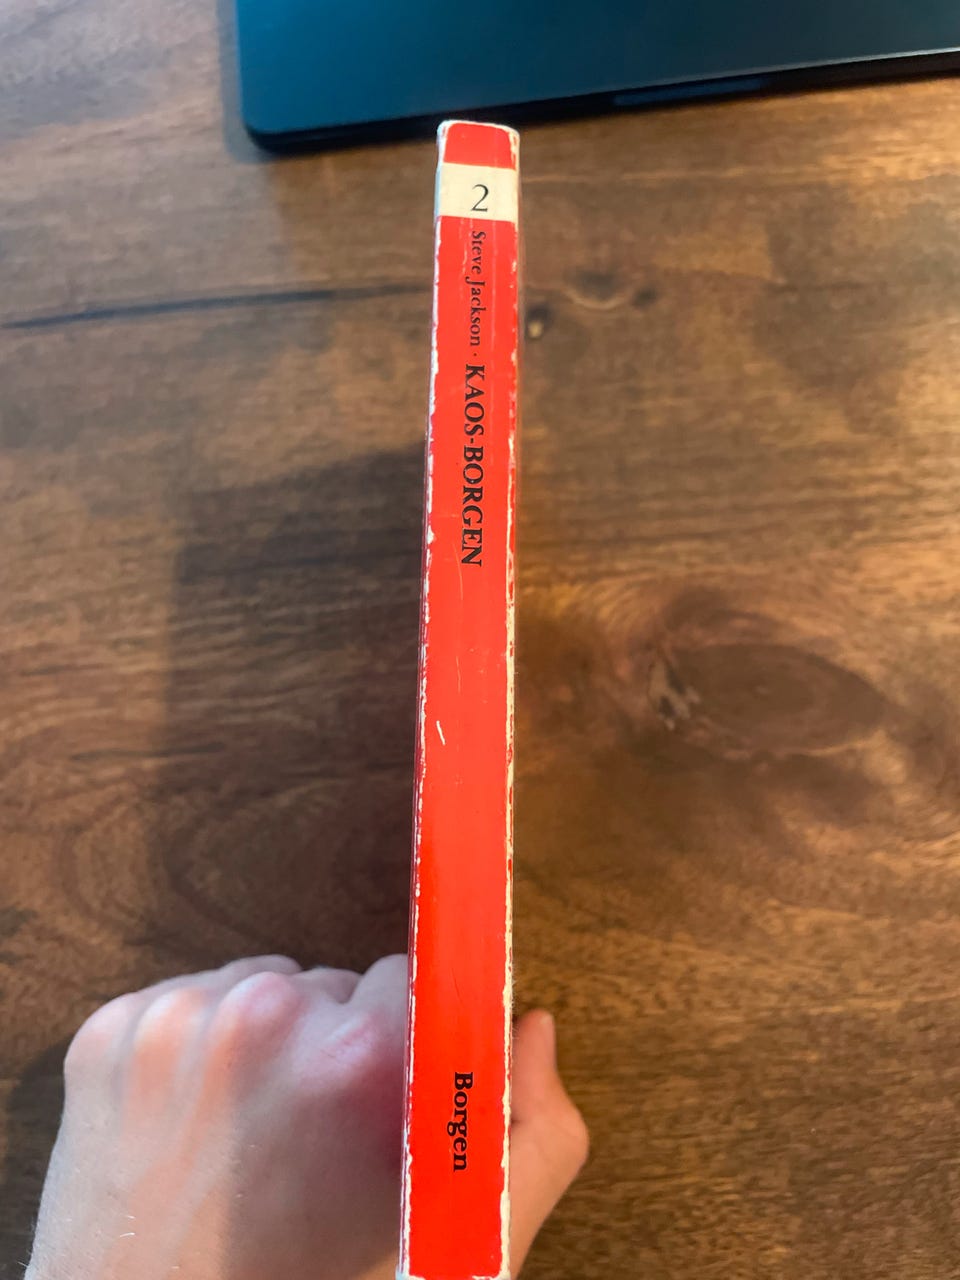 2
Steve Jackson · KAOS-BORGEN
Borgen